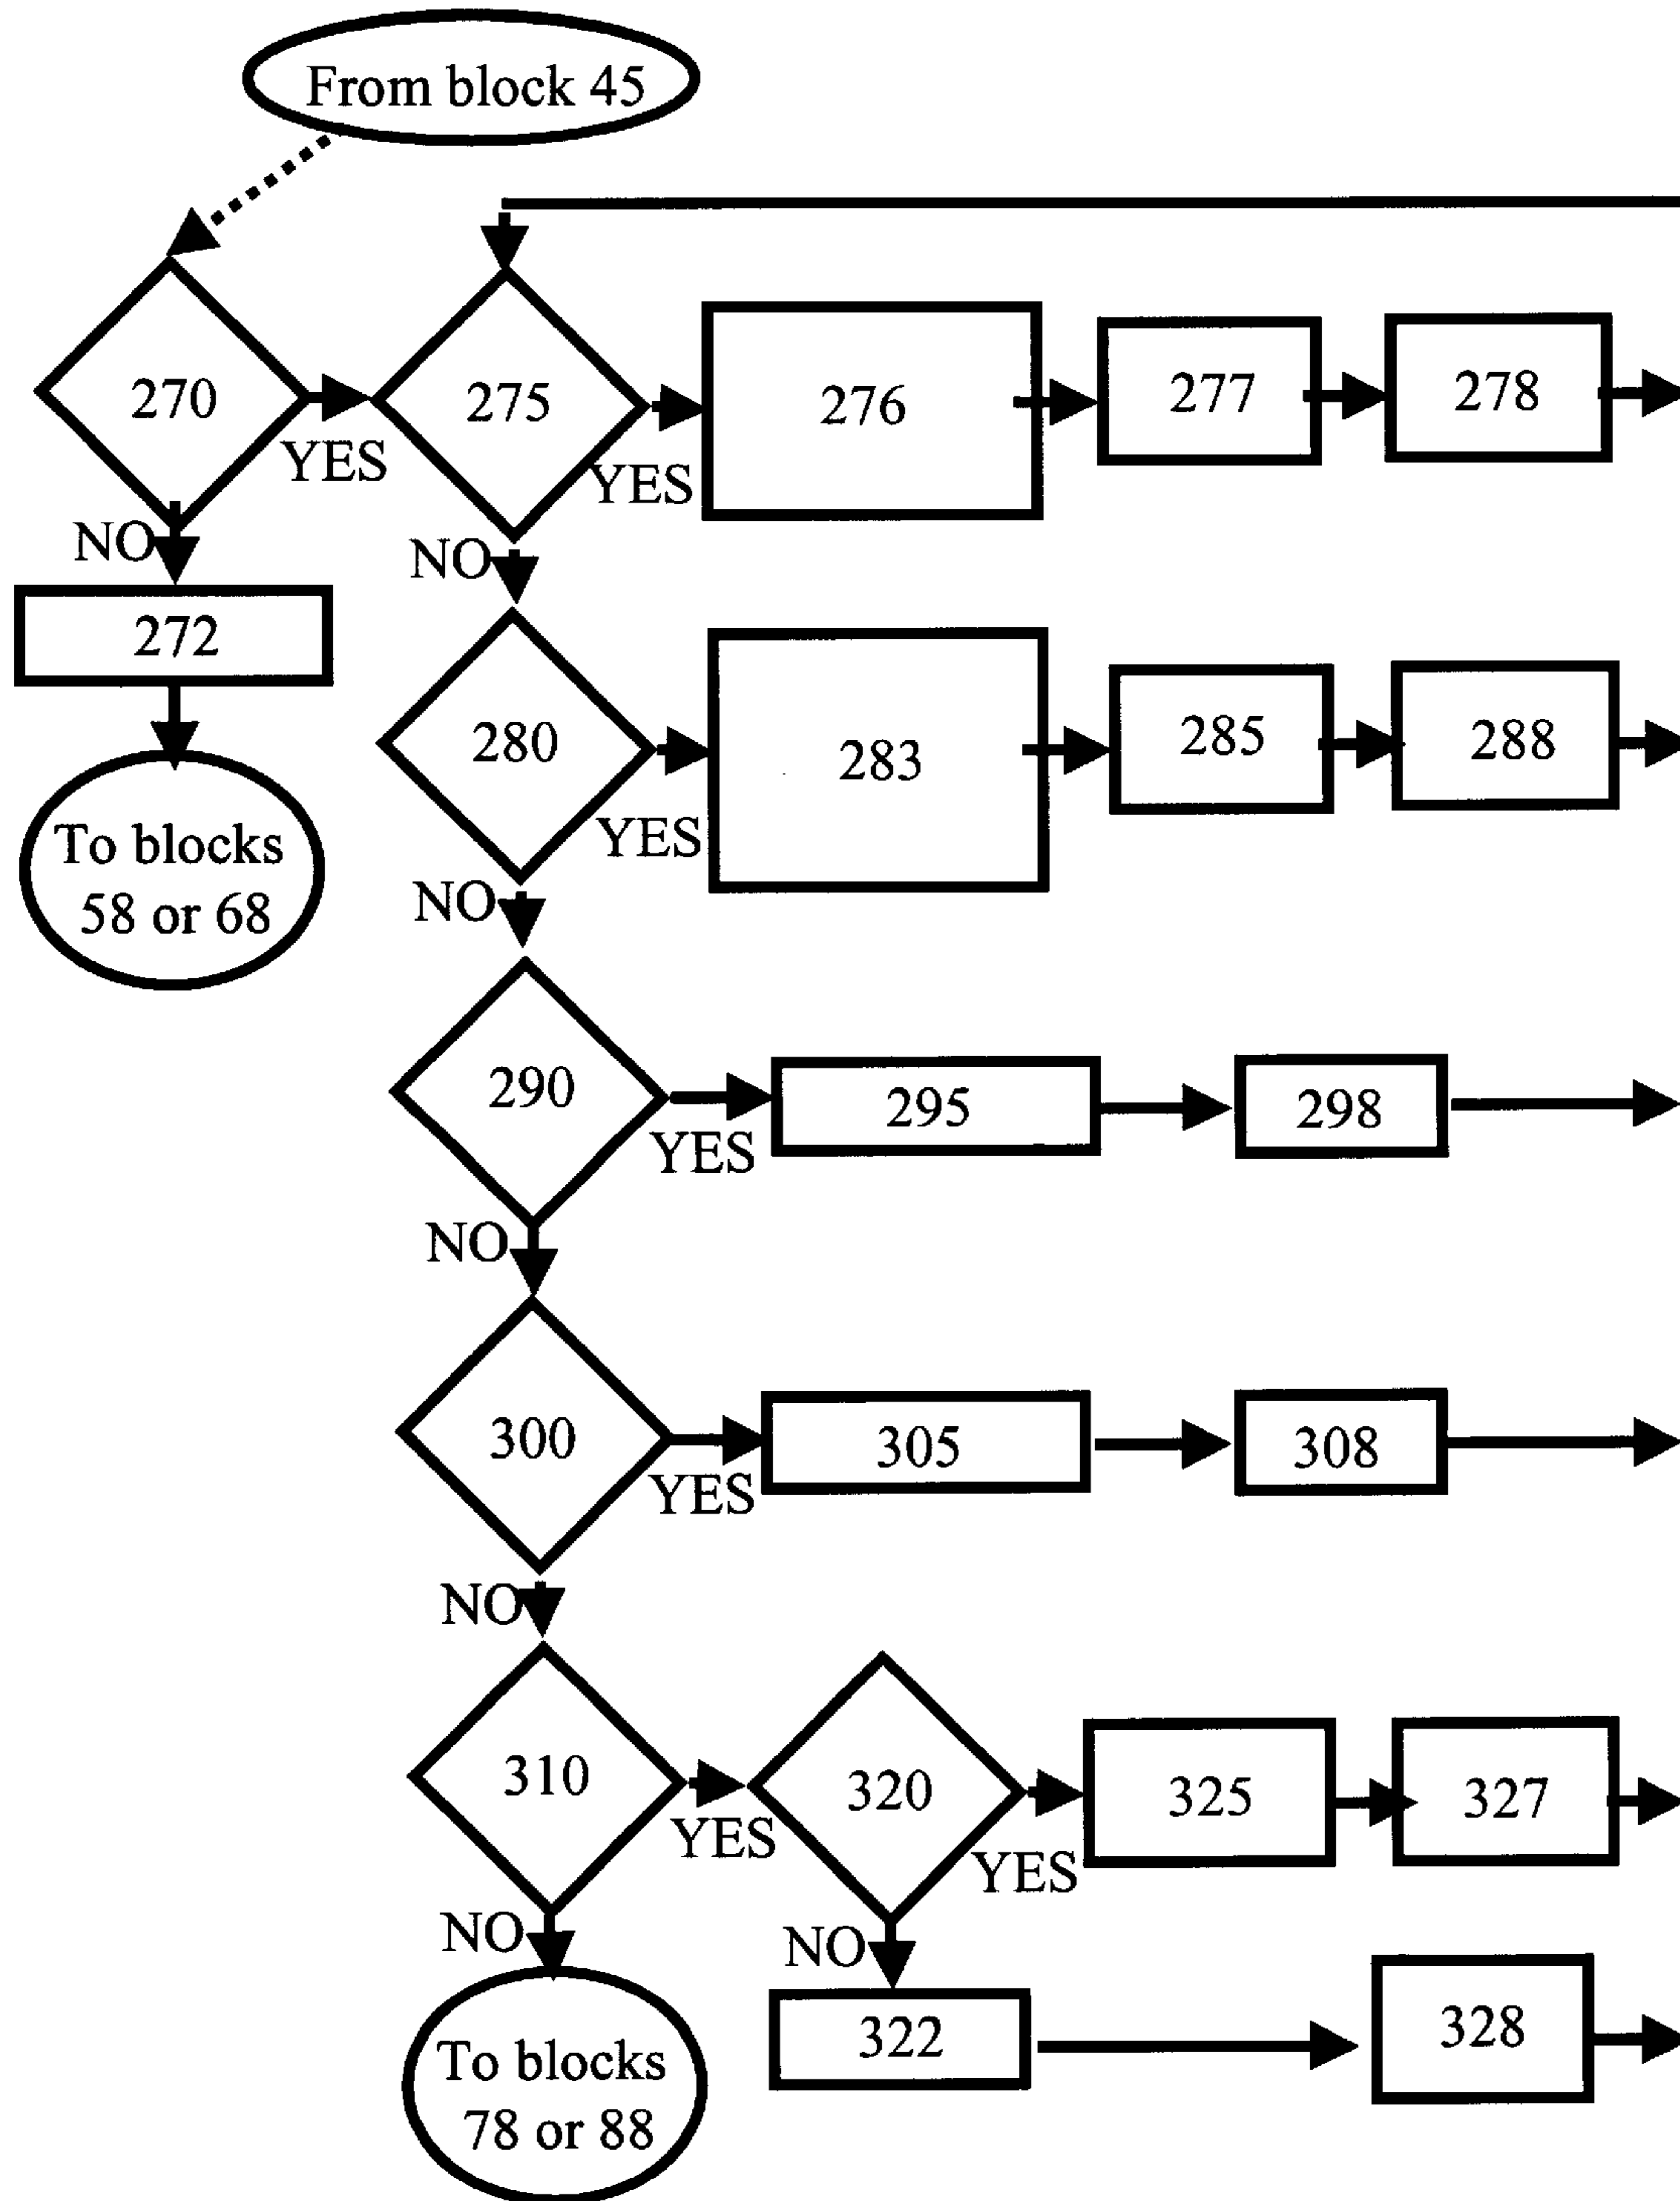 From block 45
270
275
276
277
278
YES
YES
NO
NO
272
280
283
285
288
To blocks
58 or 68
YES
NO
290
295
298
YES
NO
300
305
308
YES
NO
310
320
325
327
YES
YES
NO
NO
322
328
To blocks
78 or 88